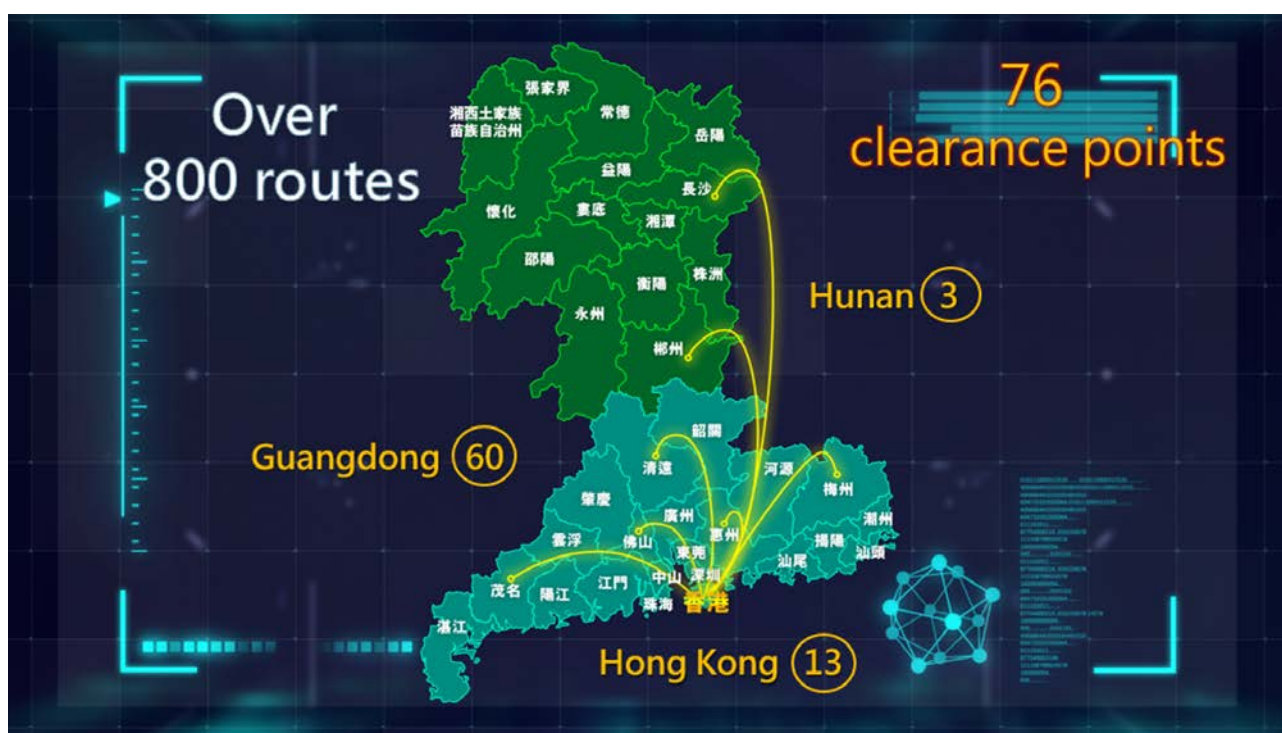 Over
800 routes
76
clearance points
張家界
湘西土家族
苗族自治州
常德
岳陽
益陽
長沙
懷化
婁底
湘潭
邵陽
衡陽
株洲
永州
郴州
Hunan 3
Guangdong 60
韶關
清遠
河源
梅州
肇慶
廣州
惠州
潮州
雲浮
佛山
東莞
揭陽
汕頭
汕尾
茂名
陽江
江門
中山
深圳
珠海
香港
湛江
Hong Kong 13